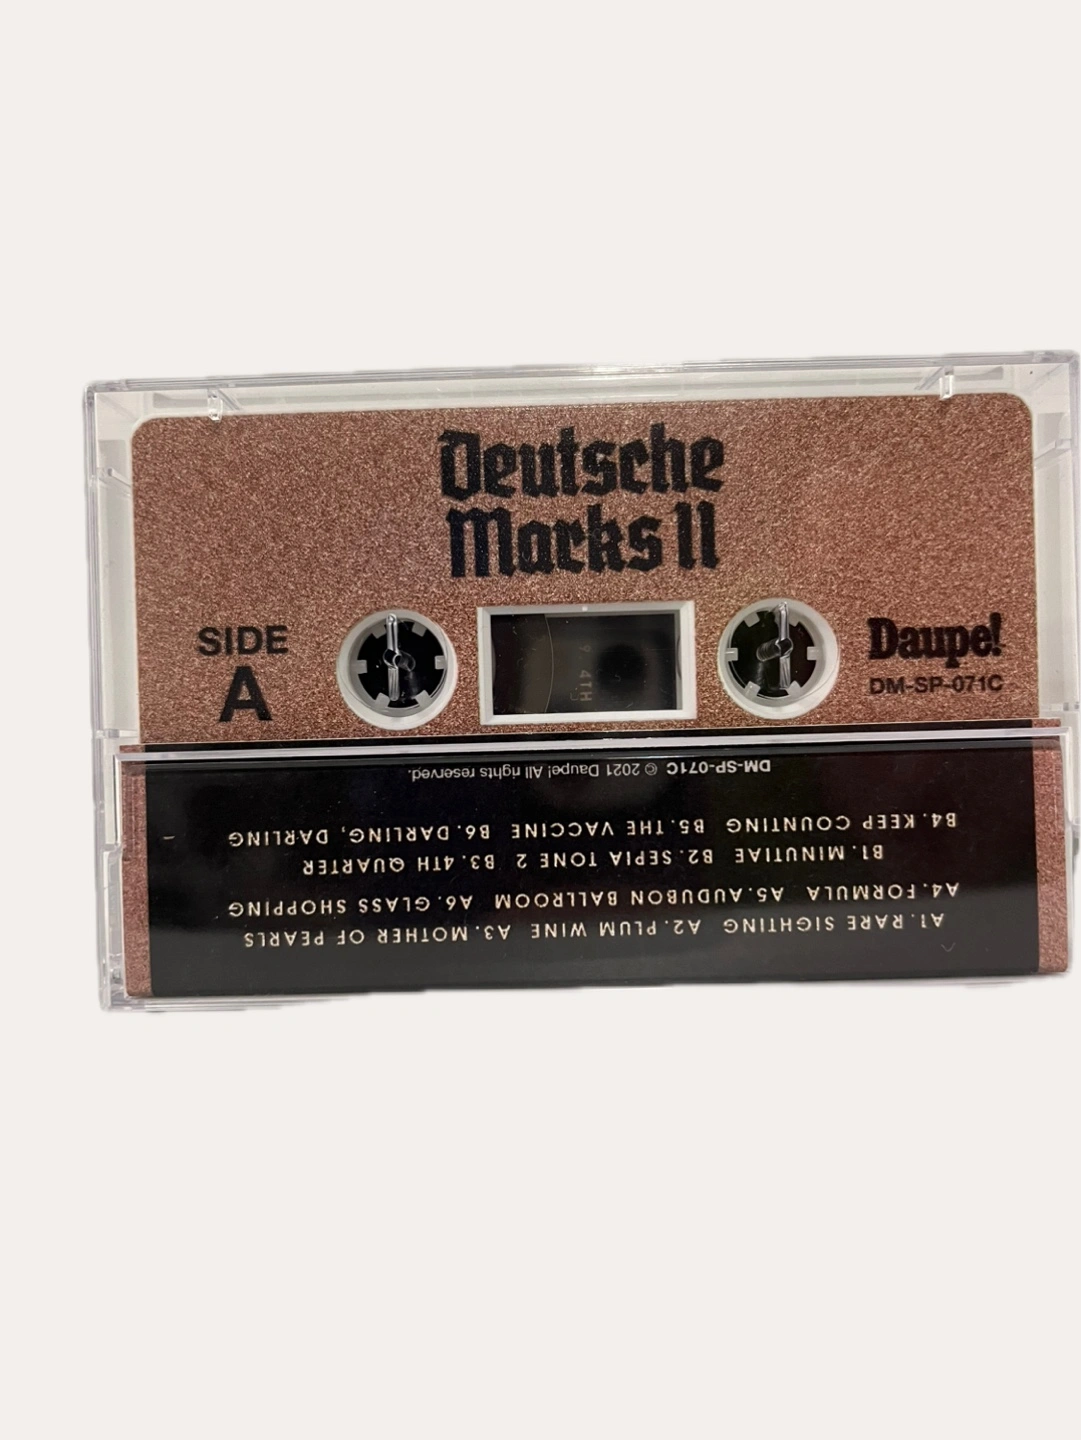 Deutsche
Marks II
SIDE
A
Daupe!
DM-SP-071C
4TH
A1. RARE SIGHTING A2. PLUM WINE A3. MOTHER OF PEARLS
A4. FORMULA A5. AUDUBON BALLROOM A6. GLASS SHOPPING
B1. MINUTIAE B2. SEPIA TONE 2 B3. 4TH QUARTER
B4. KEEP COUNTING B5. THE VACCINE B6. DARLING, DARLING
DM-SP-071C © 2021 Daupe! All rights reserved.